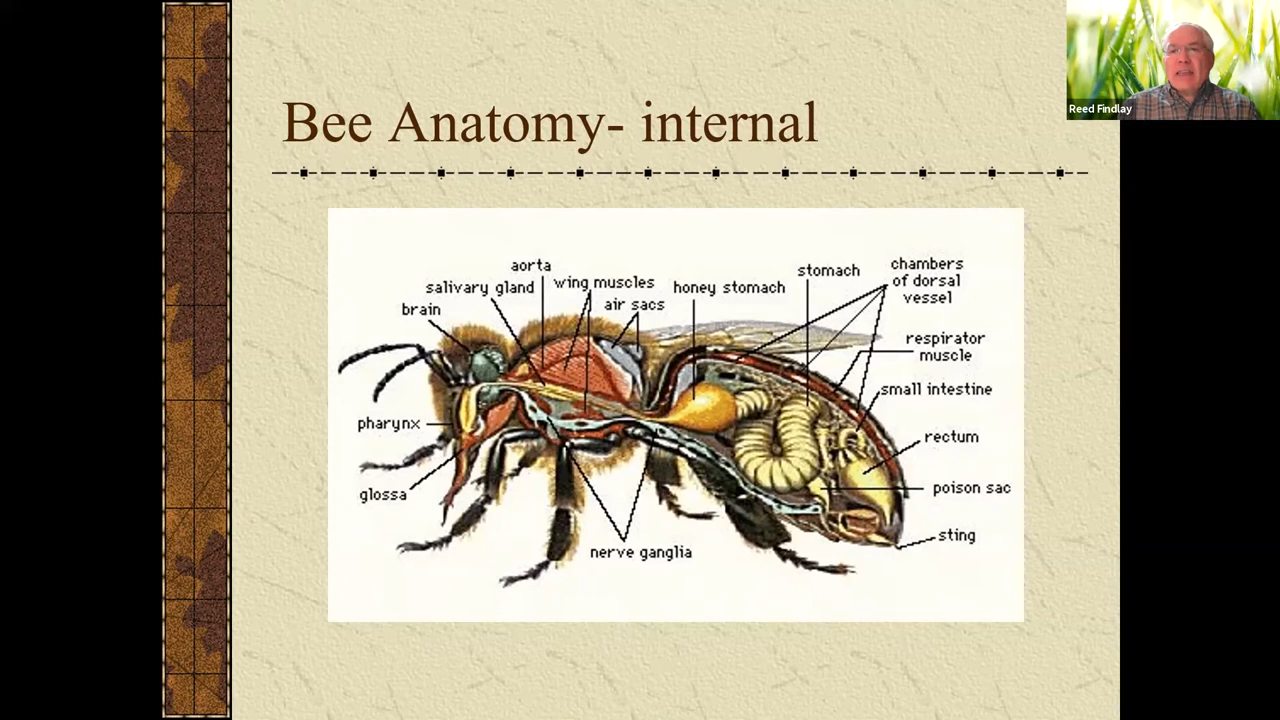 Reed Findlay
Bee Anatomy- internal
aorta
salivary gland
wing muscles
air sacs
brain
honey stomach
stomach
chambers
of dorsal
vessel
respirator
muscle
small intestine
rectum
poison sac
sting
pharynx
glossa
nerve ganglia